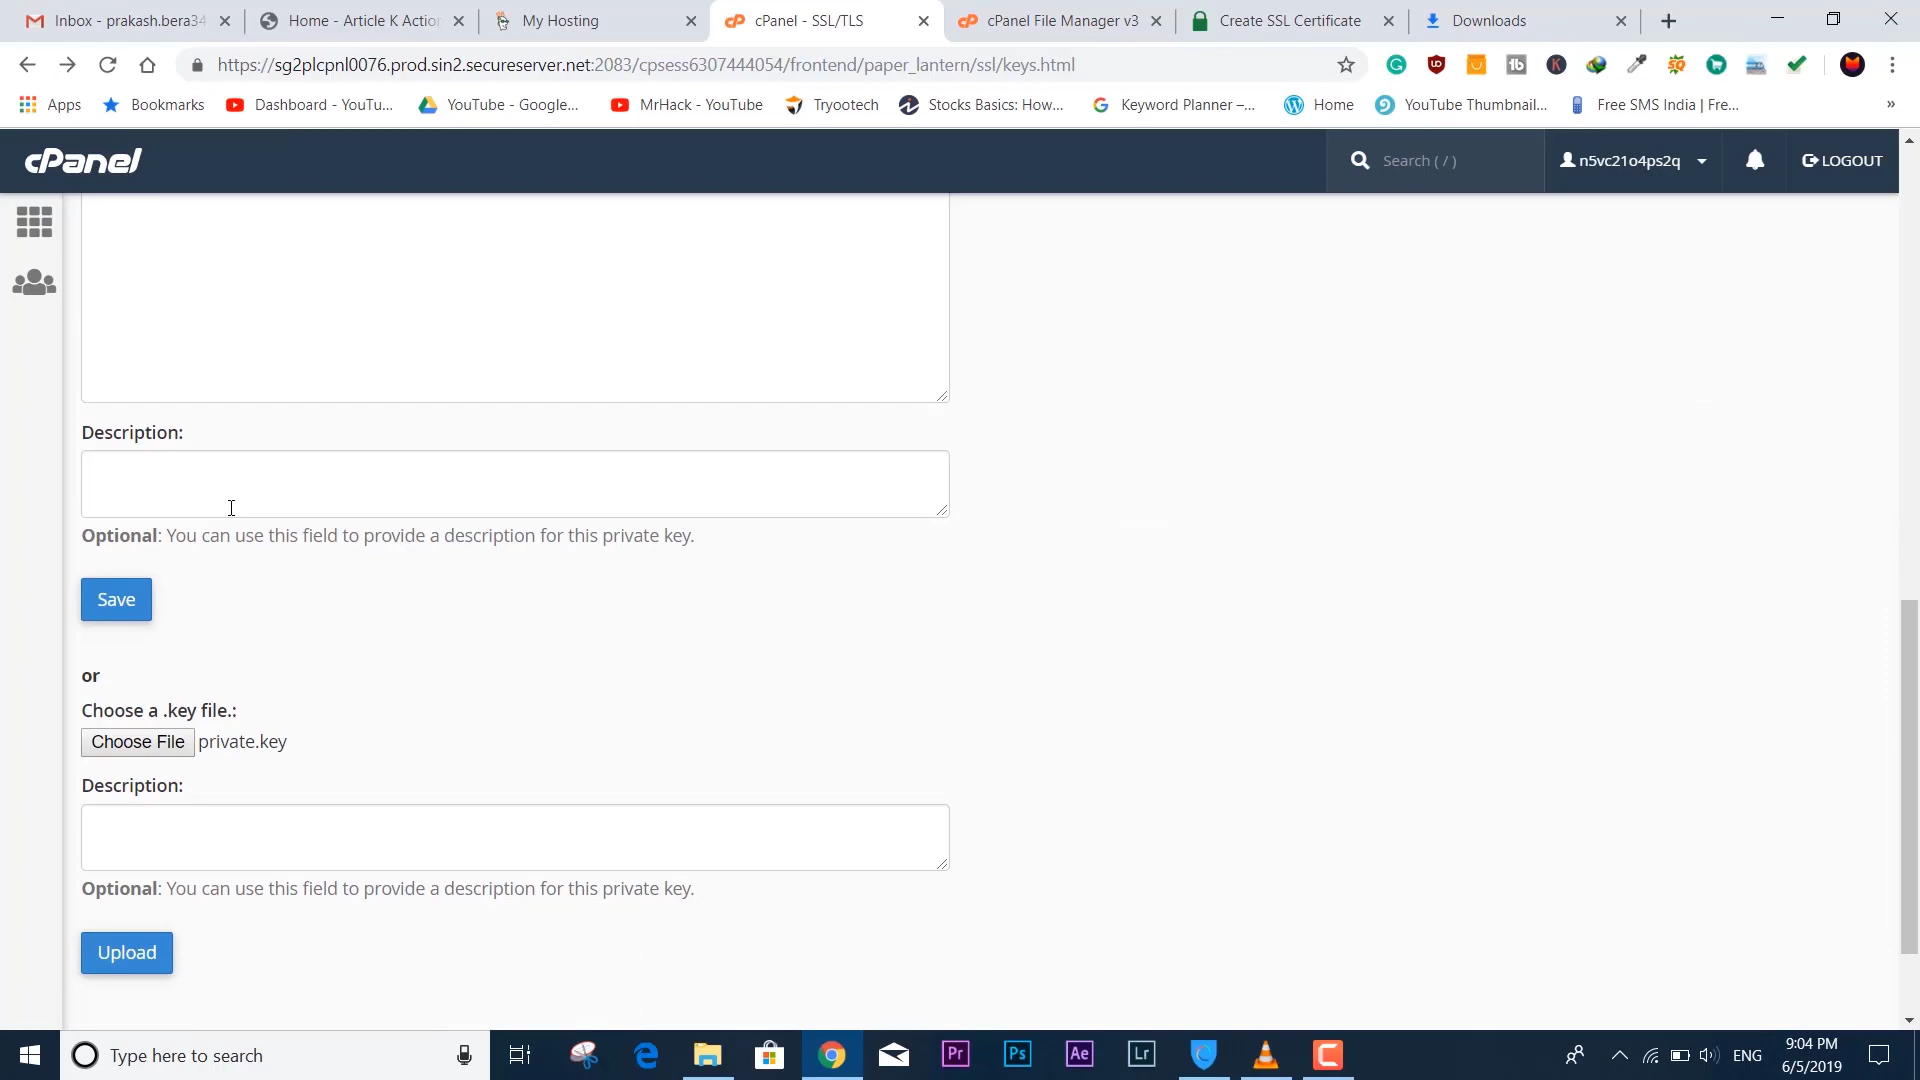 Inbox - prakash.bera34
Home - Article K Action
My Hosting
cPanel - SSL/TLS
cPanel File Manager v3
Create SSL Certificate
Downloads
https://sg2plcpnl0076.prod.sin2.secureserver.net:2083/cpsess6307444054/frontend/paper_lantern/ssl/keys.html
Apps
Bookmarks
Dashboard - YouTu...
YouTube - Google...
MrHack - YouTube
Tryootech
Stocks Basics: How...
Keyword Planner –...
Home
YouTube Thumbnail...
Free SMS India | Fre...
»
cPanel
Search ( / )
n5vc21o4ps2q
LOGOUT
Description:
Optional: You can use this field to provide a description for this private key.
Save
or
Choose a .key file.:
Choose File private.key
Description:
Optional: You can use this field to provide a description for this private key.
Upload
Type here to search
Pr
Ps
Ae
Lr
ENG
9:04 PM
6/5/2019